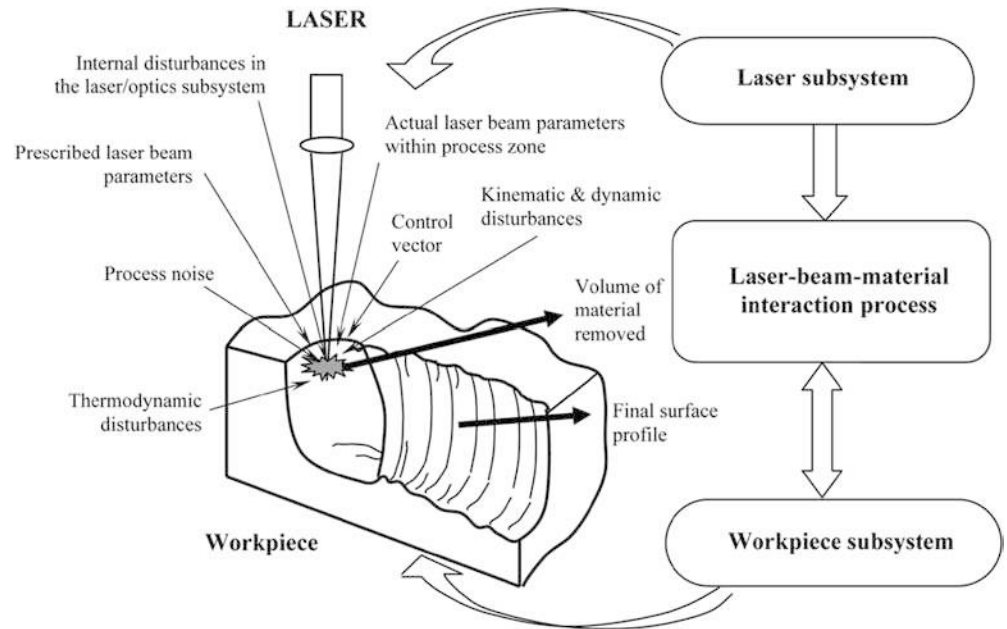 LASER
Internal disturbances in
the laser/optics subsystem
Prescribed laser beam
parameters
Process noise
Thermodynamic
disturbances
Actual laser beam parameters
within process zone
Kinematic & dynamic
disturbances
Control
vector
Volume of
material
removed
Final surface
profile
Workpiece
Laser subsystem
Laser-beam-material
interaction process
Workpiece subsystem